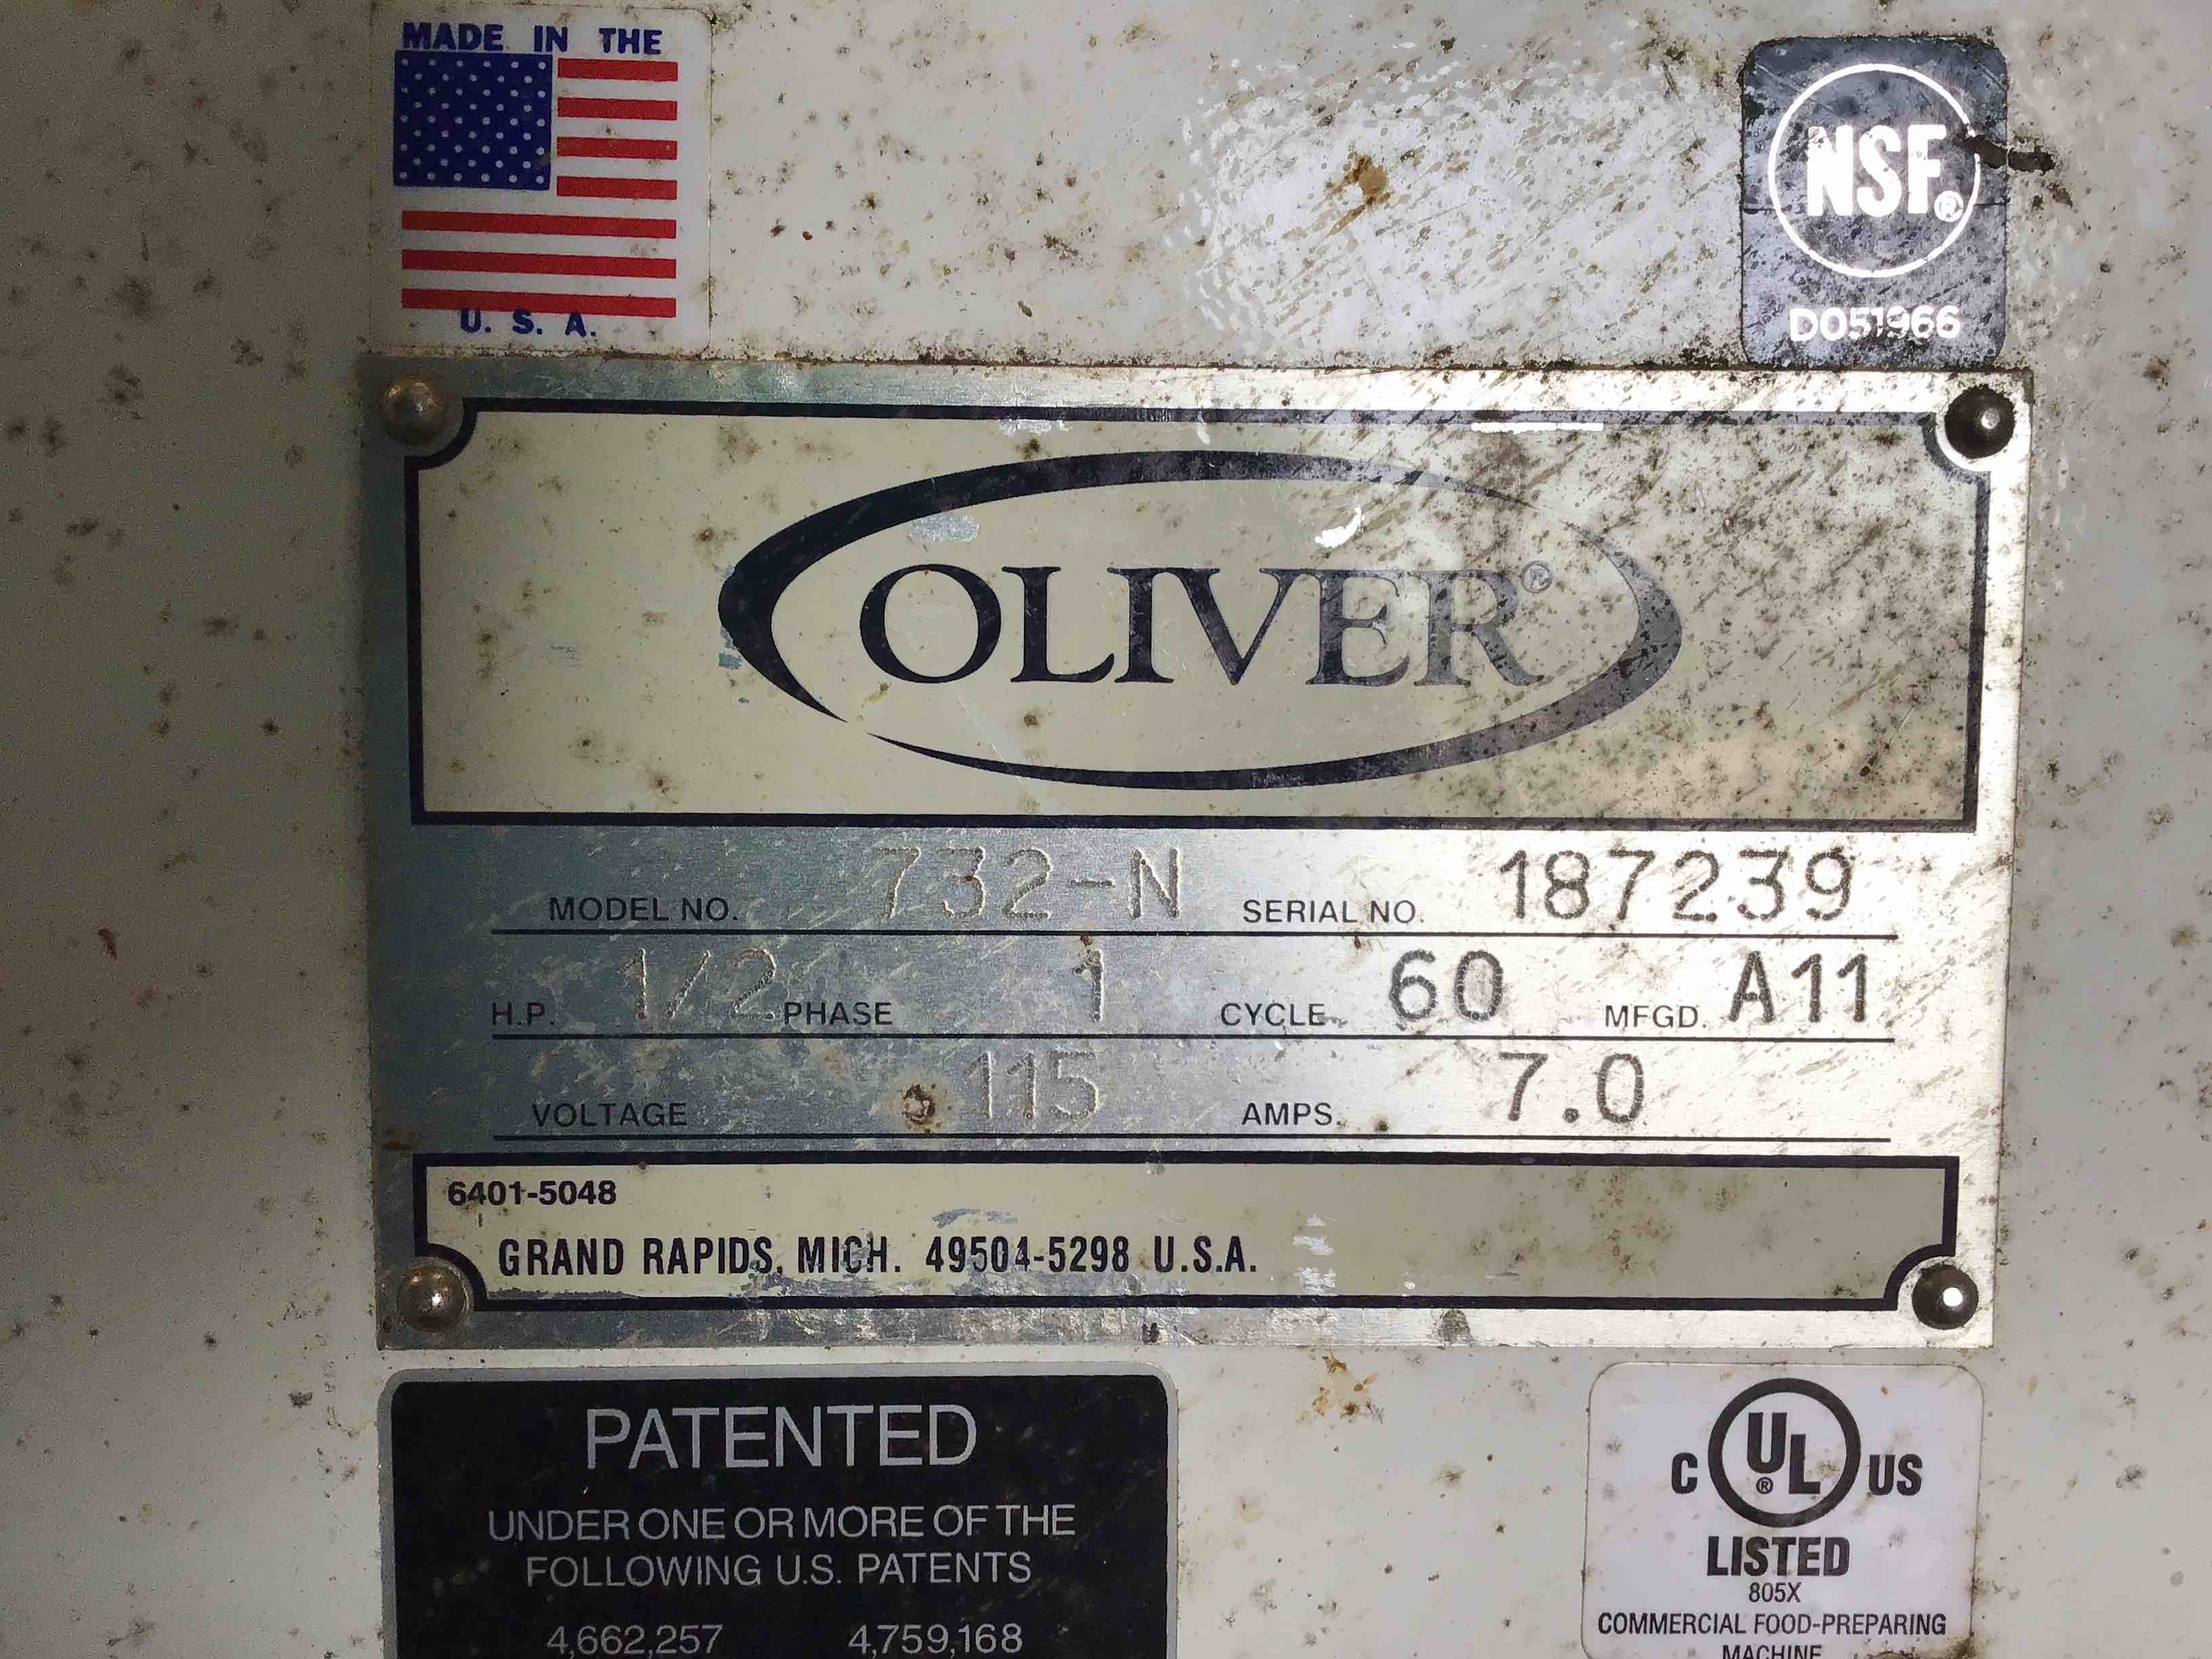 MADE IN THE
U. S. A.
NSF®
D051966
OLIVER®
MODEL NO. 732-N SERIAL NO. 187239
H.P. 1/2 PHASE 1 CYCLE 60 MFGD. A11
VOLTAGE 115 AMPS. 7.0
6401-5048
GRAND RAPIDS, MICH. 49504-5298 U.S.A.
PATENTED
UNDER ONE OR MORE OF THE
FOLLOWING U.S. PATENTS
4,662,257 4,759,168
C UL® US
LISTED
805X
COMMERCIAL FOOD-PREPARING
MACHINE